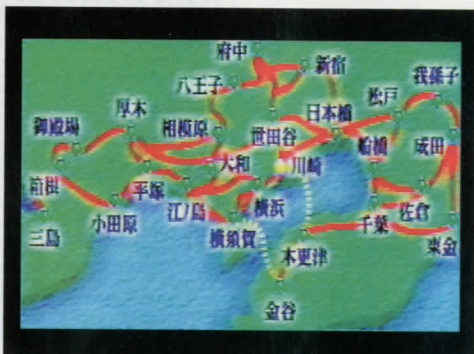 府中
新宿
我孫子
八王子
松戸
厚木
日本橋
御殿場
相模原
世田谷
船橋
成田
大和
川崎
箱根
平塚
江ノ島
横浜
佐倉
小田原
千葉
三島
横須賀
東金
木更津
金谷